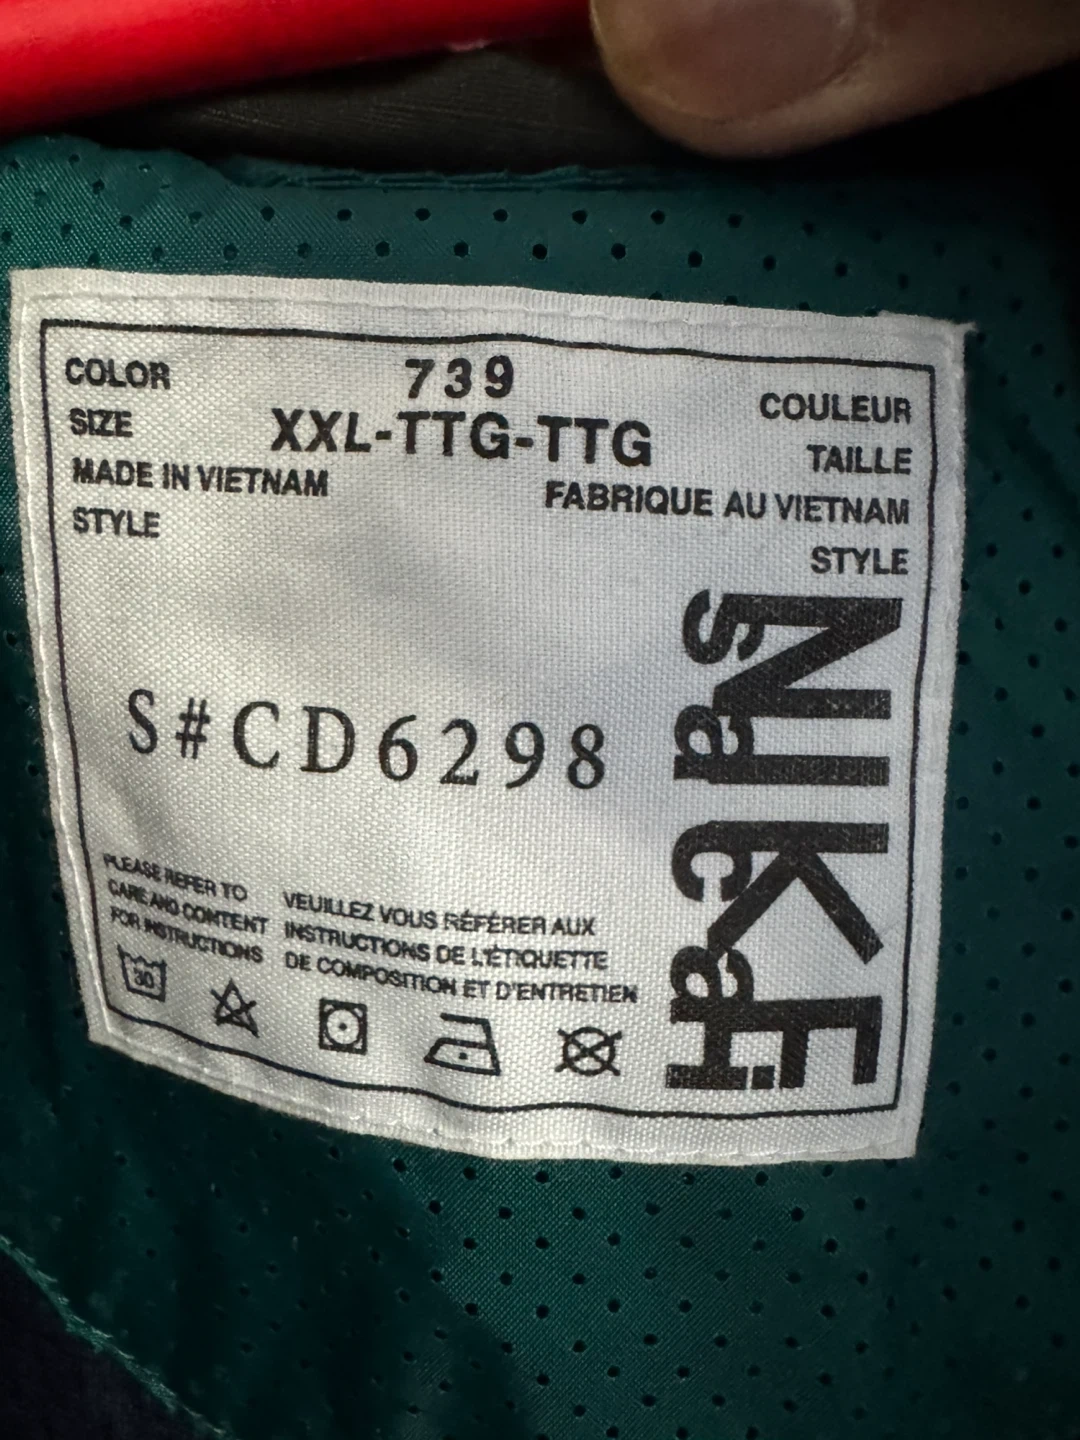 COLOR 739 COULEUR
SIZE XXL-TTG-TTG TAILLE
MADE IN VIETNAM FABRIQUE AU VIETNAM
STYLE STYLE
NIKE
sacai
S#CD6298
PLEASE REFER TO
CARE AND CONTENT
FOR INSTRUCTIONS
VEUILLEZ VOUS RÉFÉRER AUX
INSTRUCTIONS DE L'ÉTIQUETTE
DE COMPOSITION ET D'ENTRETIEN
30